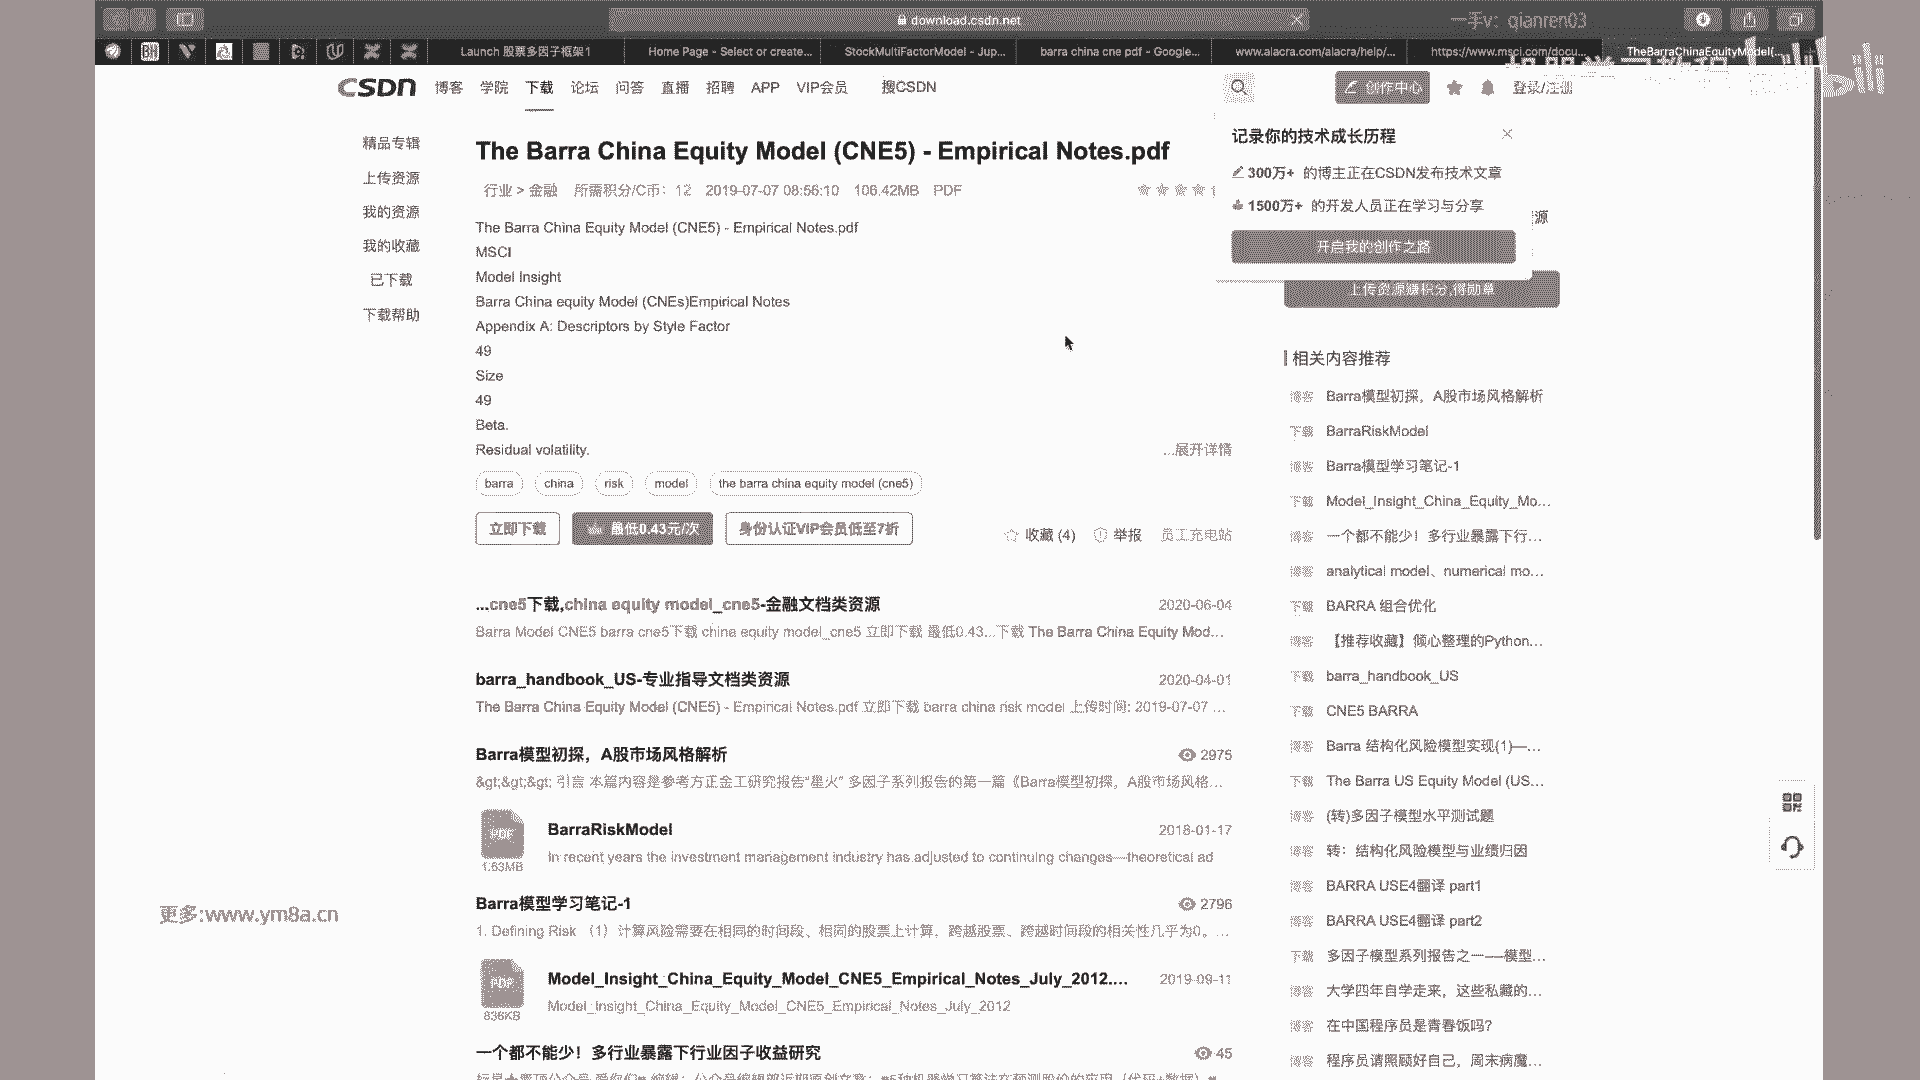 download.csdn.net
一手v：qianren03
Launch 股票多因子框架1
Home Page - Select or create...
StockMultiFactorModel - Jup...
barra china cne pdf - Google...
www.alacra.com/alacra/help/...
https://www.msci.com/docu...
TheBarraChinaEquityModel(...
bilibili
CSDN
博客 学院 下载 论坛 问答 直播 招聘 APP VIP会员 搜CSDN
创作中心
登录/注册
精品专辑
上传资源
我的资源
我的收藏
已下载
下载帮助
The Barra China Equity Model (CNE5) - Empirical Notes.pdf
行业 > 金融 所需积分/C币：12 2019-07-07 08:56:10 106.42MB PDF
The Barra China Equity Model (CNE5) - Empirical Notes.pdf
MSCI
Model Insight
Barra China equity Model (CNEs)Empirical Notes
Appendix A: Descriptors by Style Factor
49
Size
49
Beta.
Residual volatility.
...展开详情
barra
china
risk
model
the barra china equity model (cne5)
立即下载
最低0.43元/次
身份认证VIP会员低至7折
收藏 (4)
举报
员工充电站
记录你的技术成长历程
300万+ 的博主正在CSDN发布技术文章
1500万+ 的开发人员正在学习与分享
开启我的创作之路
源
上传资源赚积分,得勋章
...cne5下载,china equity model_cne5-金融文档类资源 2020-06-04
Barra Model CNE5 barra cne5下载 china equity model_cne5 立即下载 最低0.43...下载 The Barra China Equity Mod...
barra_handbook_US-专业指导文档类资源 2020-04-01
The Barra China Equity Model (CNE5) - Empirical Notes.pdf 立即下载 barra china risk model 上传时间: 2019-07-07 ...
Barra模型初探，A股市场风格解析 2975
&gt;&gt;&gt; 引言 本篇内容是参考方正金工研究报告“星火” 多因子系列报告的第一篇《Barra模型初探，A股市场风格...
PDF
1.63MB
BarraRiskModel 2018-01-17
In recent years the investment management industry has adjusted to continuing changes—theoretical ad
Barra模型学习笔记-1 2796
1. Defining Risk （1）计算风险需要在相同的时间段、相同的股票上计算，跨越股票、跨越时间段的相关性几乎为0。...
PDF
836KB
Model_Insight_China_Equity_Model_CNE5_Empirical_Notes_July_2012.... 2019-09-11
Model_Insight_China_Equity_Model_CNE5_Empirical_Notes_July_2012
一个都不能少！多行业暴露下行业因子收益研究 45
相关内容推荐
博客 Barra模型初探，A股市场风格解析
下载 BarraRiskModel
博客 Barra模型学习笔记-1
下载 Model_Insight_China_Equity_Mo...
博客 一个都不能少！多行业暴露下行...
博客 analytical model、numerical mo...
下载 BARRA 组合优化
博客 【推荐收藏】倾心整理的Python...
下载 barra_handbook_US
下载 CNE5 BARRA
博客 Barra 结构化风险模型实现(1)—...
下载 The Barra US Equity Model (US...
博客 (转)多因子模型水平测试题
博客 转：结构化风险模型与业绩归因
博客 BARRA USE4翻译 part1
博客 BARRA USE4翻译 part2
下载 多因子模型系列报告之一——模型...
博客 大学四年自学走来，这些私藏的...
博客 在中国程序员是青春饭吗?
博客 程序员请照顾好自己，周末病魔...
更多:www.ym8a.cn